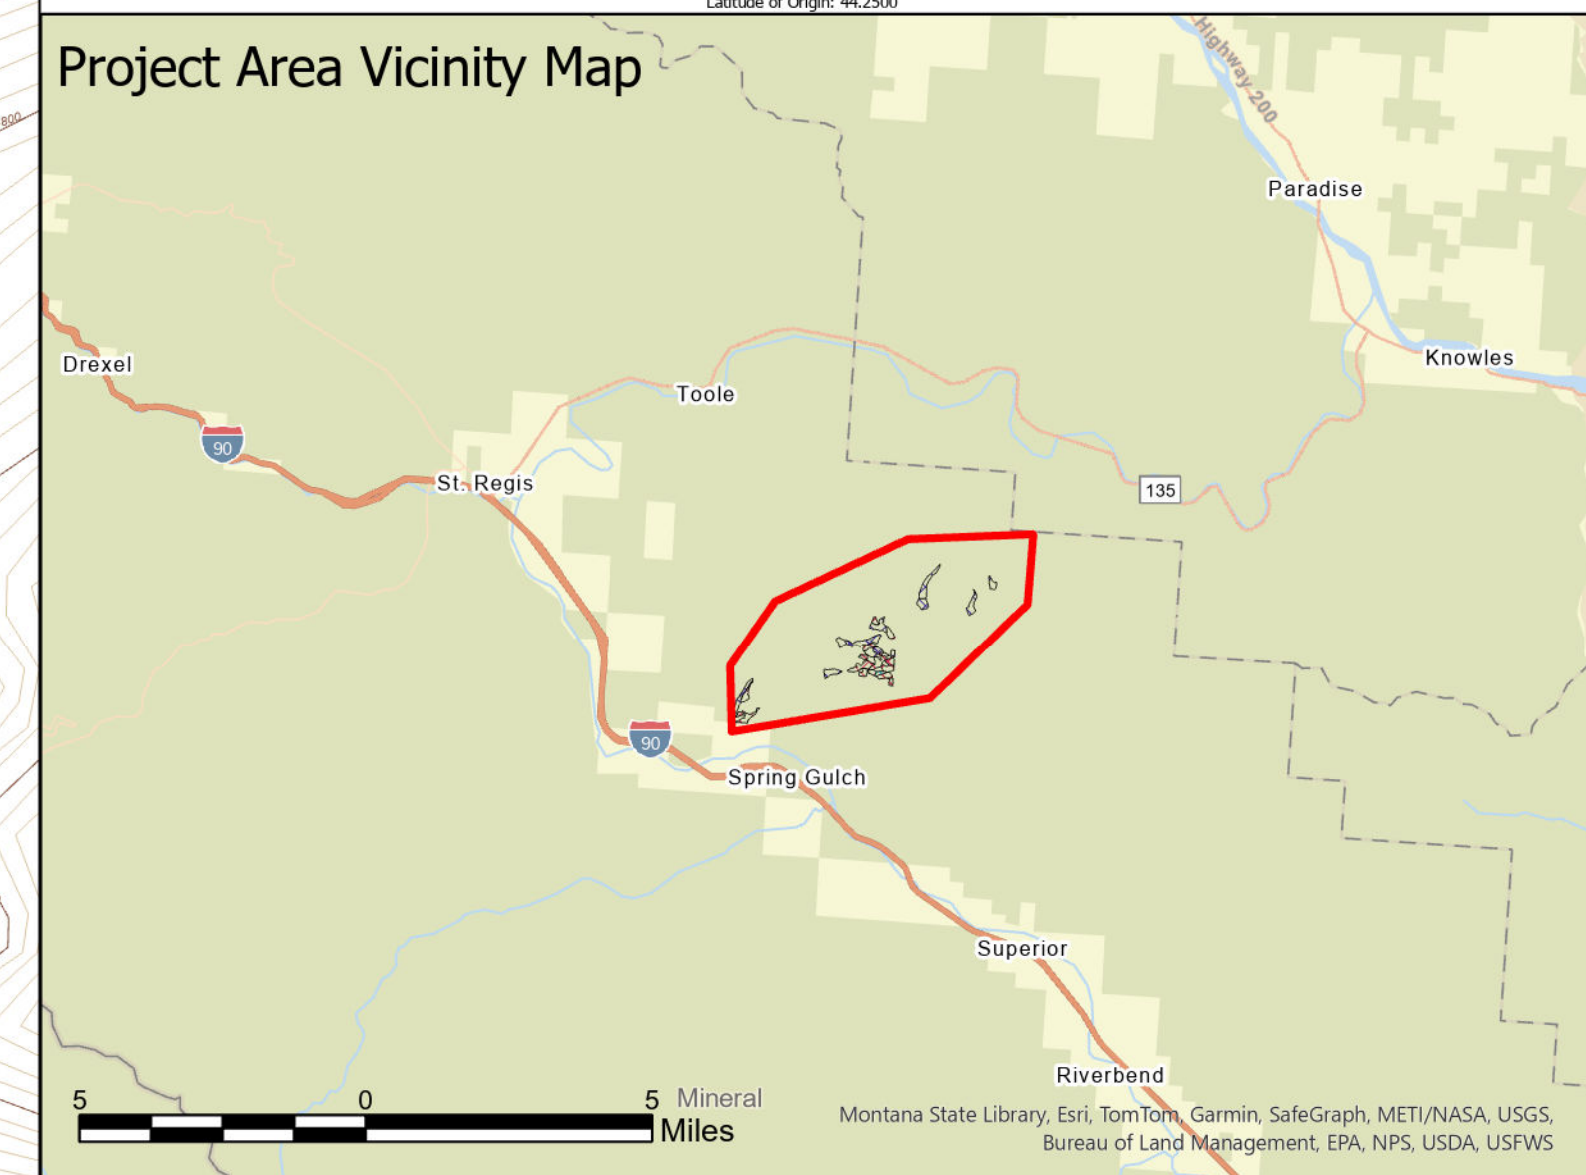 Latitude of Origin: 44.2500
Project Area Vicinity Map
Highway 200
800
Paradise
Knowles
Drexel
Toole
90
St. Regis
135
90
Spring Gulch
Superior
Riverbend
5 0 5 Mineral
Miles
Montana State Library, Esri, TomTom, Garmin, SafeGraph, METI/NASA, USGS,
Bureau of Land Management, EPA, NPS, USDA, USFWS